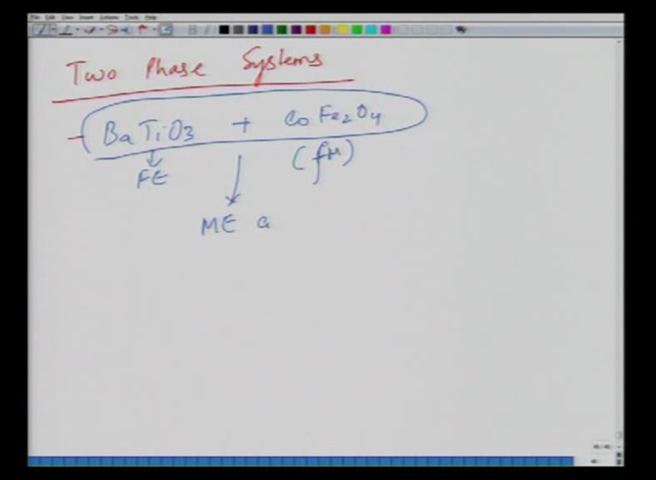 Two Phase Systems
- BaTiO3 + CoFe2O4
FE
(fM)
ME a